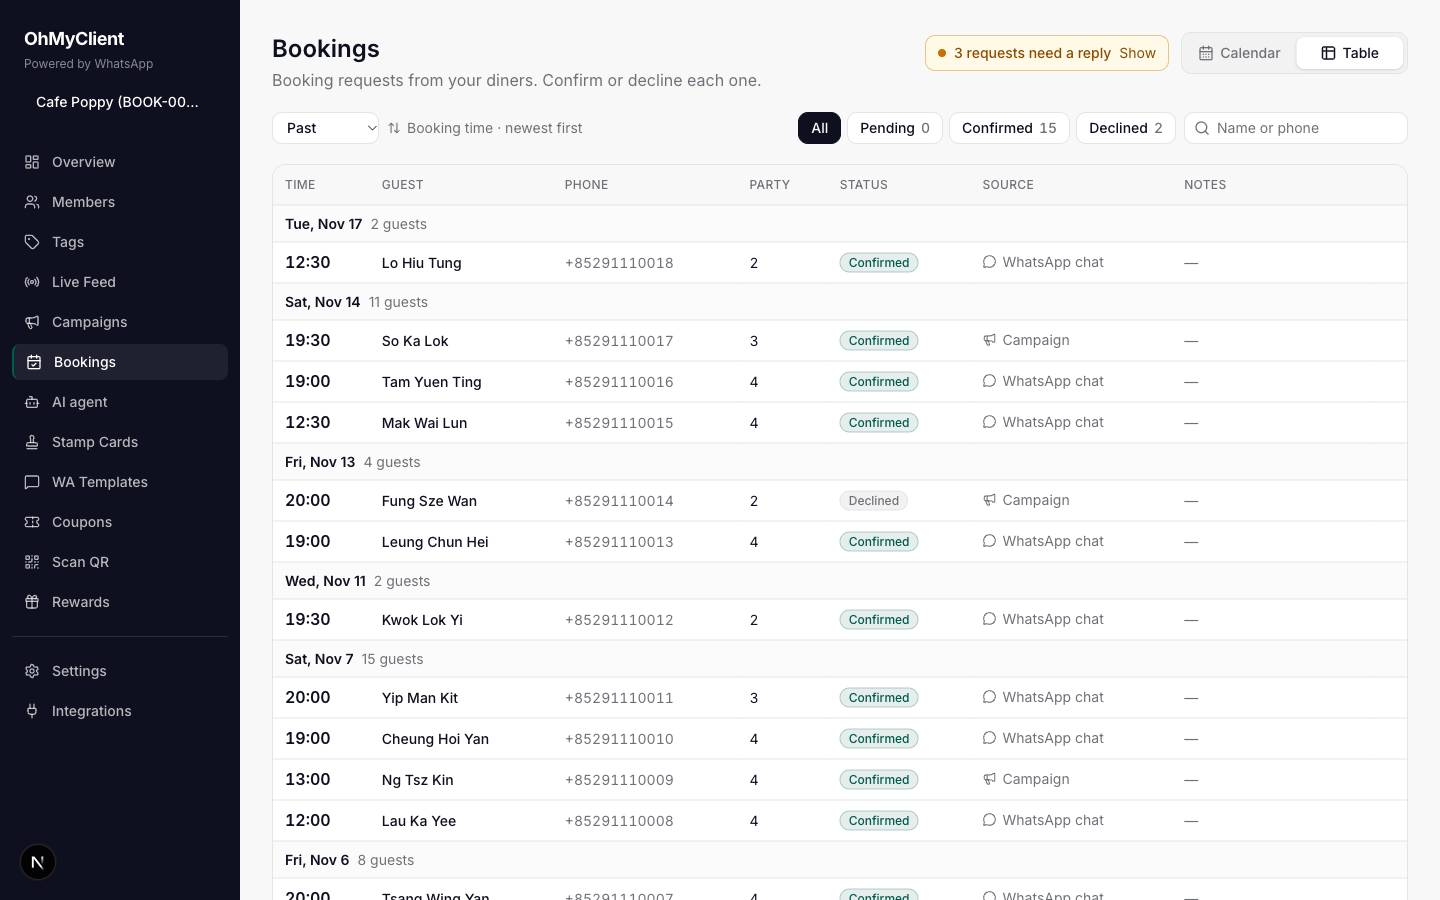 OhMyClient
Powered by WhatsApp
Cafe Poppy (BOOK-00...
Overview
Members
Tags
Live Feed
Campaigns
Bookings
AI agent
Stamp Cards
WA Templates
Coupons
Scan QR
Rewards
Settings
Integrations
N
Bookings
Booking requests from your diners. Confirm or decline each one.
3 requests need a reply Show
Calendar Table
Past Booking time · newest first
All Pending 0 Confirmed 15 Declined 2 Name or phone
TIME GUEST PHONE PARTY STATUS SOURCE NOTES
Tue, Nov 17 2 guests
12:30 Lo Hiu Tung +85291110018 2 Confirmed WhatsApp chat —
Sat, Nov 14 11 guests
19:30 So Ka Lok +85291110017 3 Confirmed Campaign —
19:00 Tam Yuen Ting +85291110016 4 Confirmed WhatsApp chat —
12:30 Mak Wai Lun +85291110015 4 Confirmed WhatsApp chat —
Fri, Nov 13 4 guests
20:00 Fung Sze Wan +85291110014 2 Declined Campaign —
19:00 Leung Chun Hei +85291110013 4 Confirmed WhatsApp chat —
Wed, Nov 11 2 guests
19:30 Kwok Lok Yi +85291110012 2 Confirmed WhatsApp chat —
Sat, Nov 7 15 guests
20:00 Yip Man Kit +85291110011 3 Confirmed WhatsApp chat —
19:00 Cheung Hoi Yan +85291110010 4 Confirmed WhatsApp chat —
13:00 Ng Tsz Kin +85291110009 4 Confirmed Campaign —
12:00 Lau Ka Yee +85291110008 4 Confirmed WhatsApp chat —
Fri, Nov 6 8 guests
20:00 Tsang Wing Yan +85291110007 4 Confirmed WhatsApp chat —